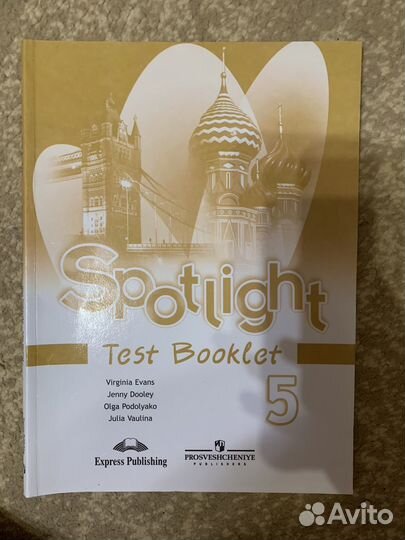 Spotlight
Test Booklet
5
Virginia Evans
Jenny Dooley
Olga Podolyako
Julia Vaulina
Express Publishing
PROSVESHCHENIYE
PUBLISHERS
Avito